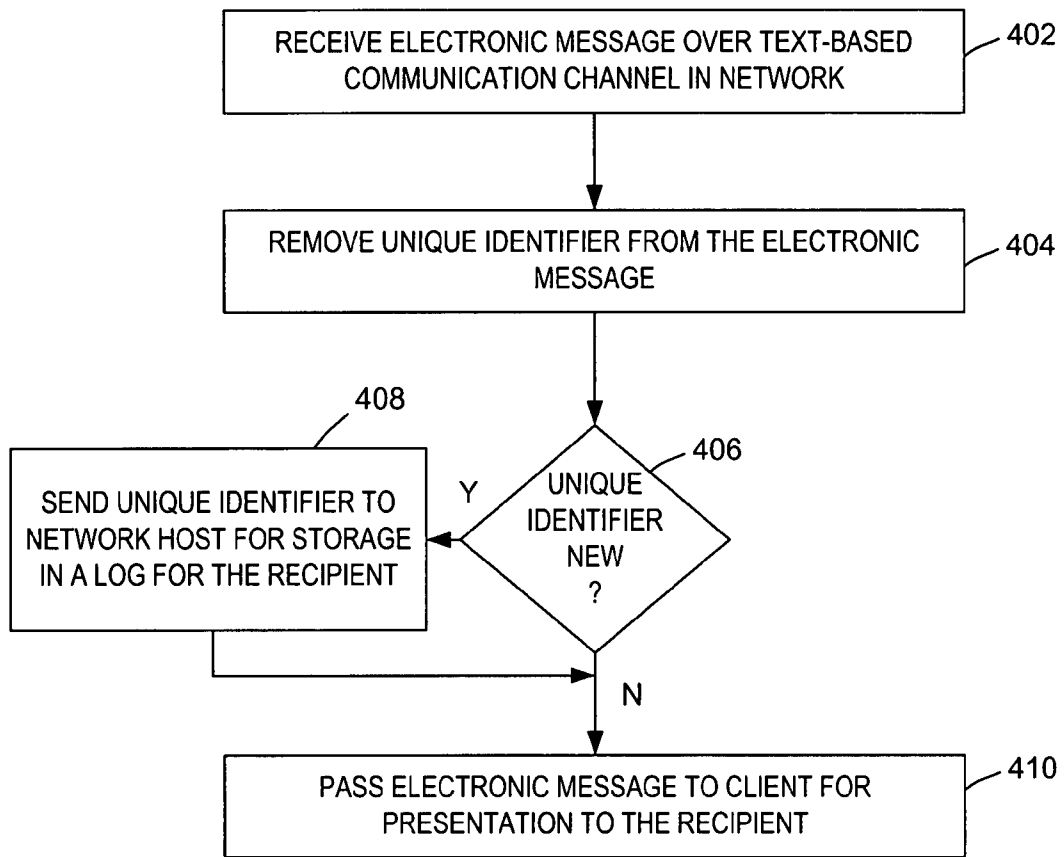 RECEIVE ELECTRONIC MESSAGE OVER TEXT-BASED
COMMUNICATION CHANNEL IN NETWORK
402
REMOVE UNIQUE IDENTIFIER FROM THE ELECTRONIC
MESSAGE
404
408
406
SEND UNIQUE IDENTIFIER TO
NETWORK HOST FOR STORAGE
IN A LOG FOR THE RECIPIENT
Y
UNIQUE
IDENTIFIER
NEW
?
N
PASS ELECTRONIC MESSAGE TO CLIENT FOR
PRESENTATION TO THE RECIPIENT
410